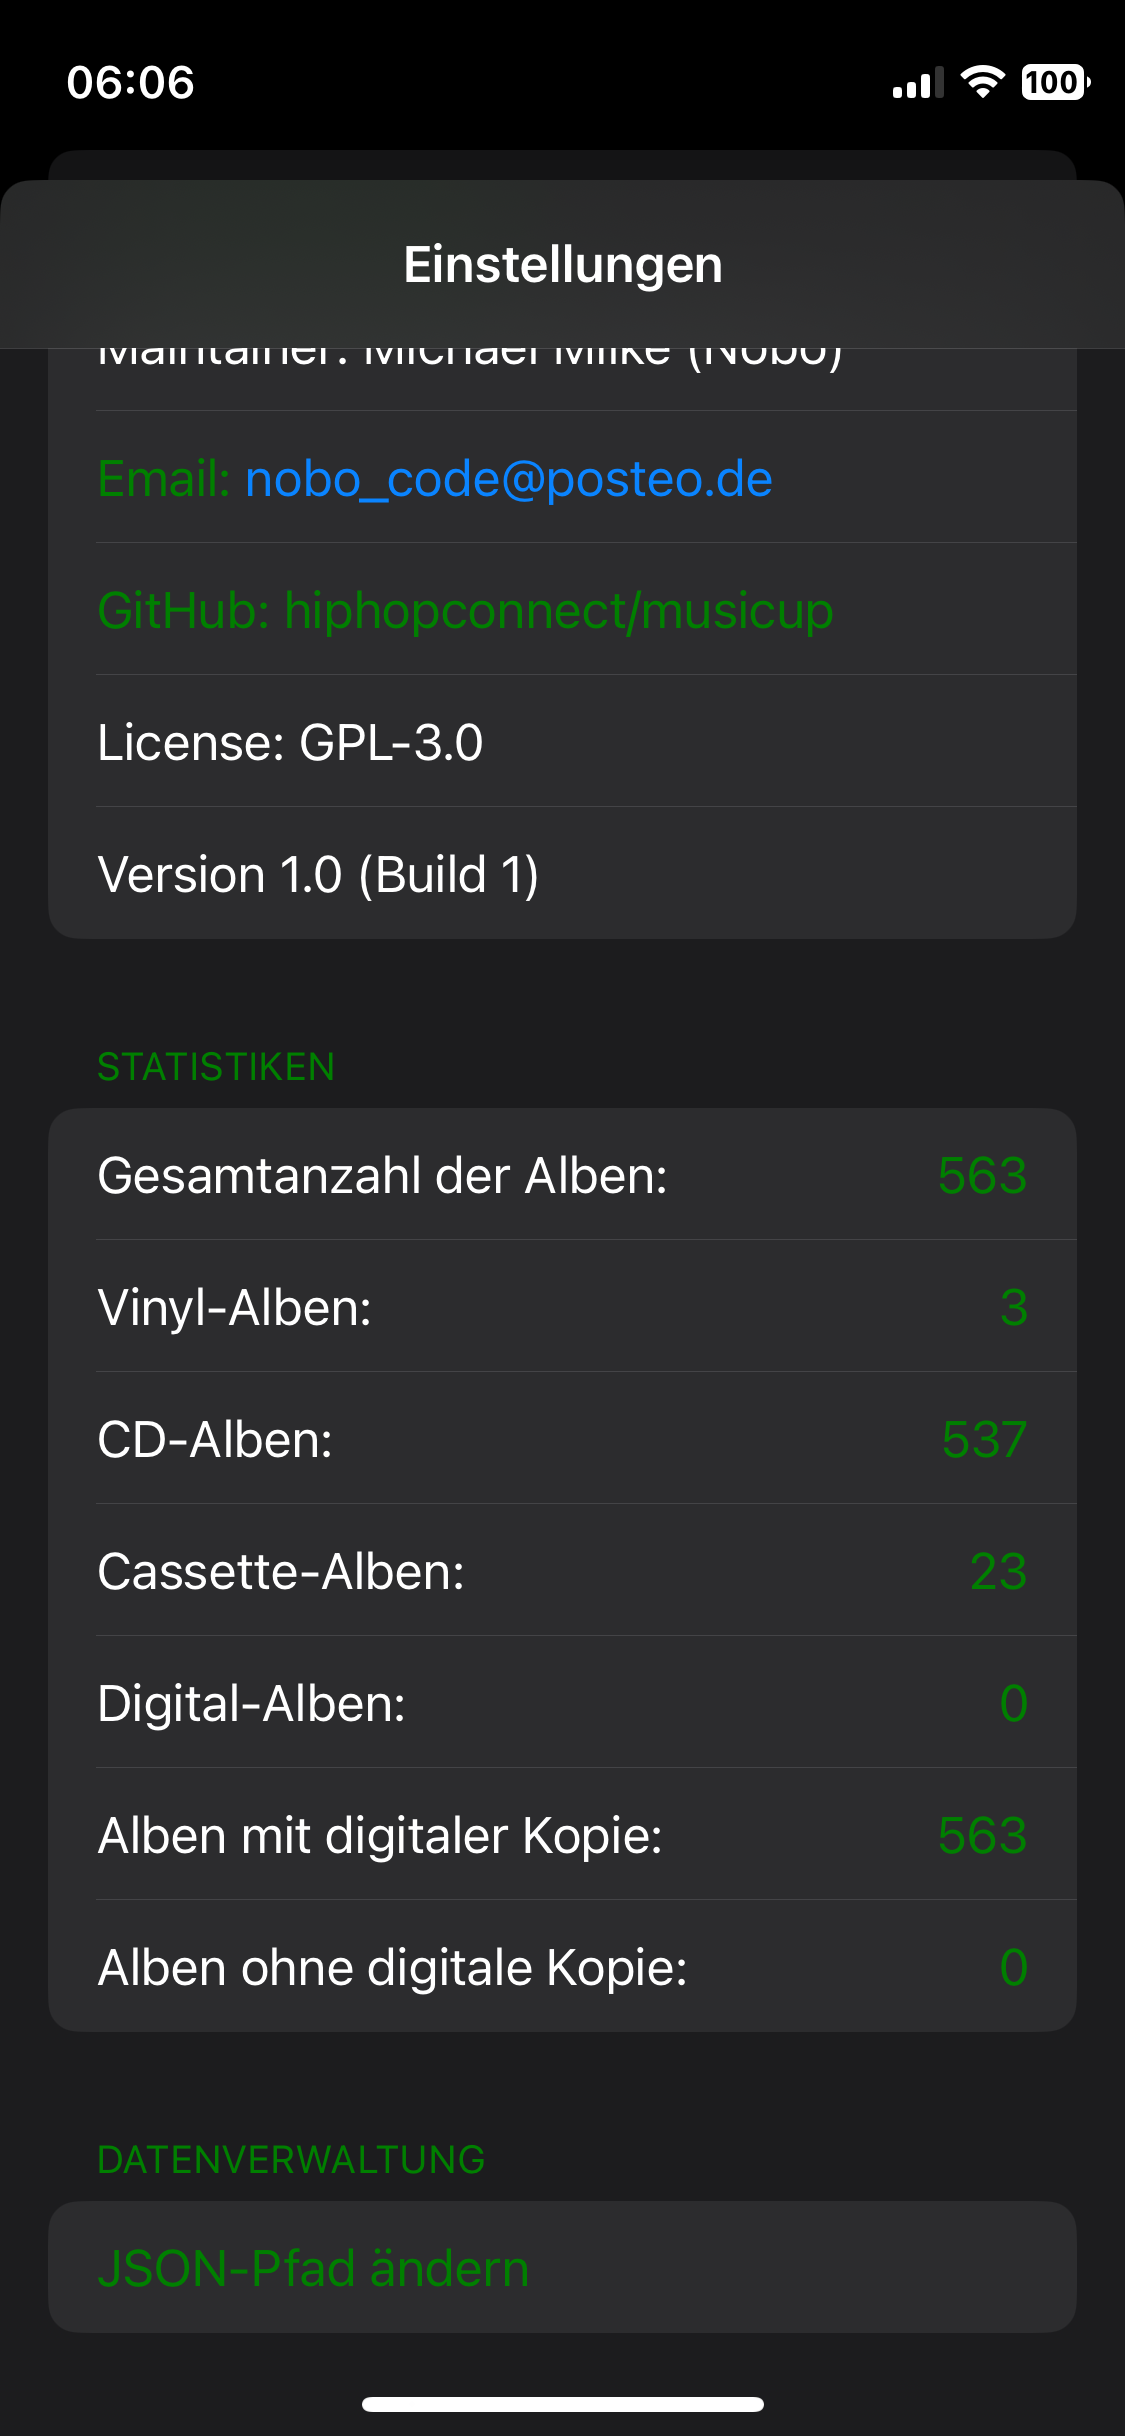 06:06
100
Einstellungen
Maintainer: Michael Milke (Nobo)
Email: nobo_code@posteo.de
GitHub: hiphopconnect/musicup
License: GPL-3.0
Version 1.0 (Build 1)
STATISTIKEN
Gesamtanzahl der Alben: 563
Vinyl-Alben: 3
CD-Alben: 537
Cassette-Alben: 23
Digital-Alben: 0
Alben mit digitaler Kopie: 563
Alben ohne digitale Kopie: 0
DATENVERWALTUNG
JSON-Pfad ändern